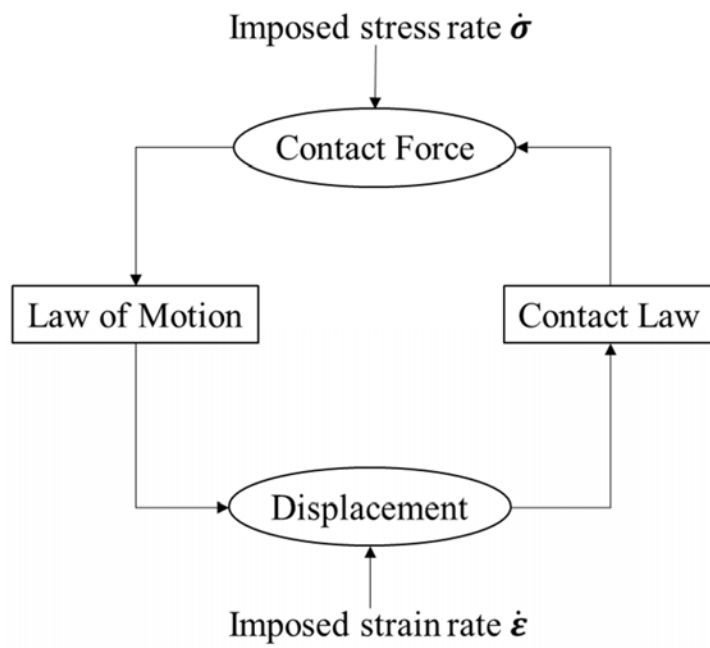 Imposed stress rate σ̇
Contact Force
Law of Motion
Contact Law
Displacement
Imposed strain rate ε̇